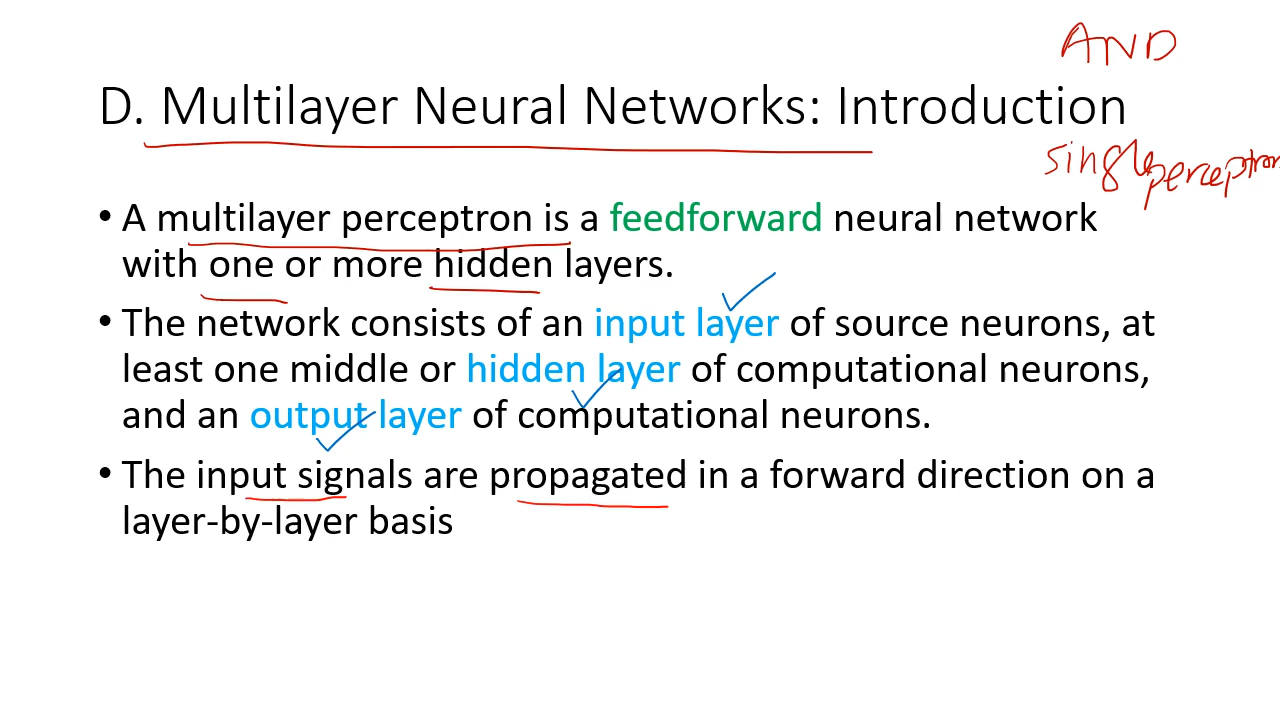 AND
D. Multilayer Neural Networks: Introduction
single perceptron
• A multilayer perceptron is a feedforward neural network
with one or more hidden layers.
• The network consists of an input layer of source neurons, at
least one middle or hidden layer of computational neurons,
and an output layer of computational neurons.
• The input signals are propagated in a forward direction on a
layer-by-layer basis